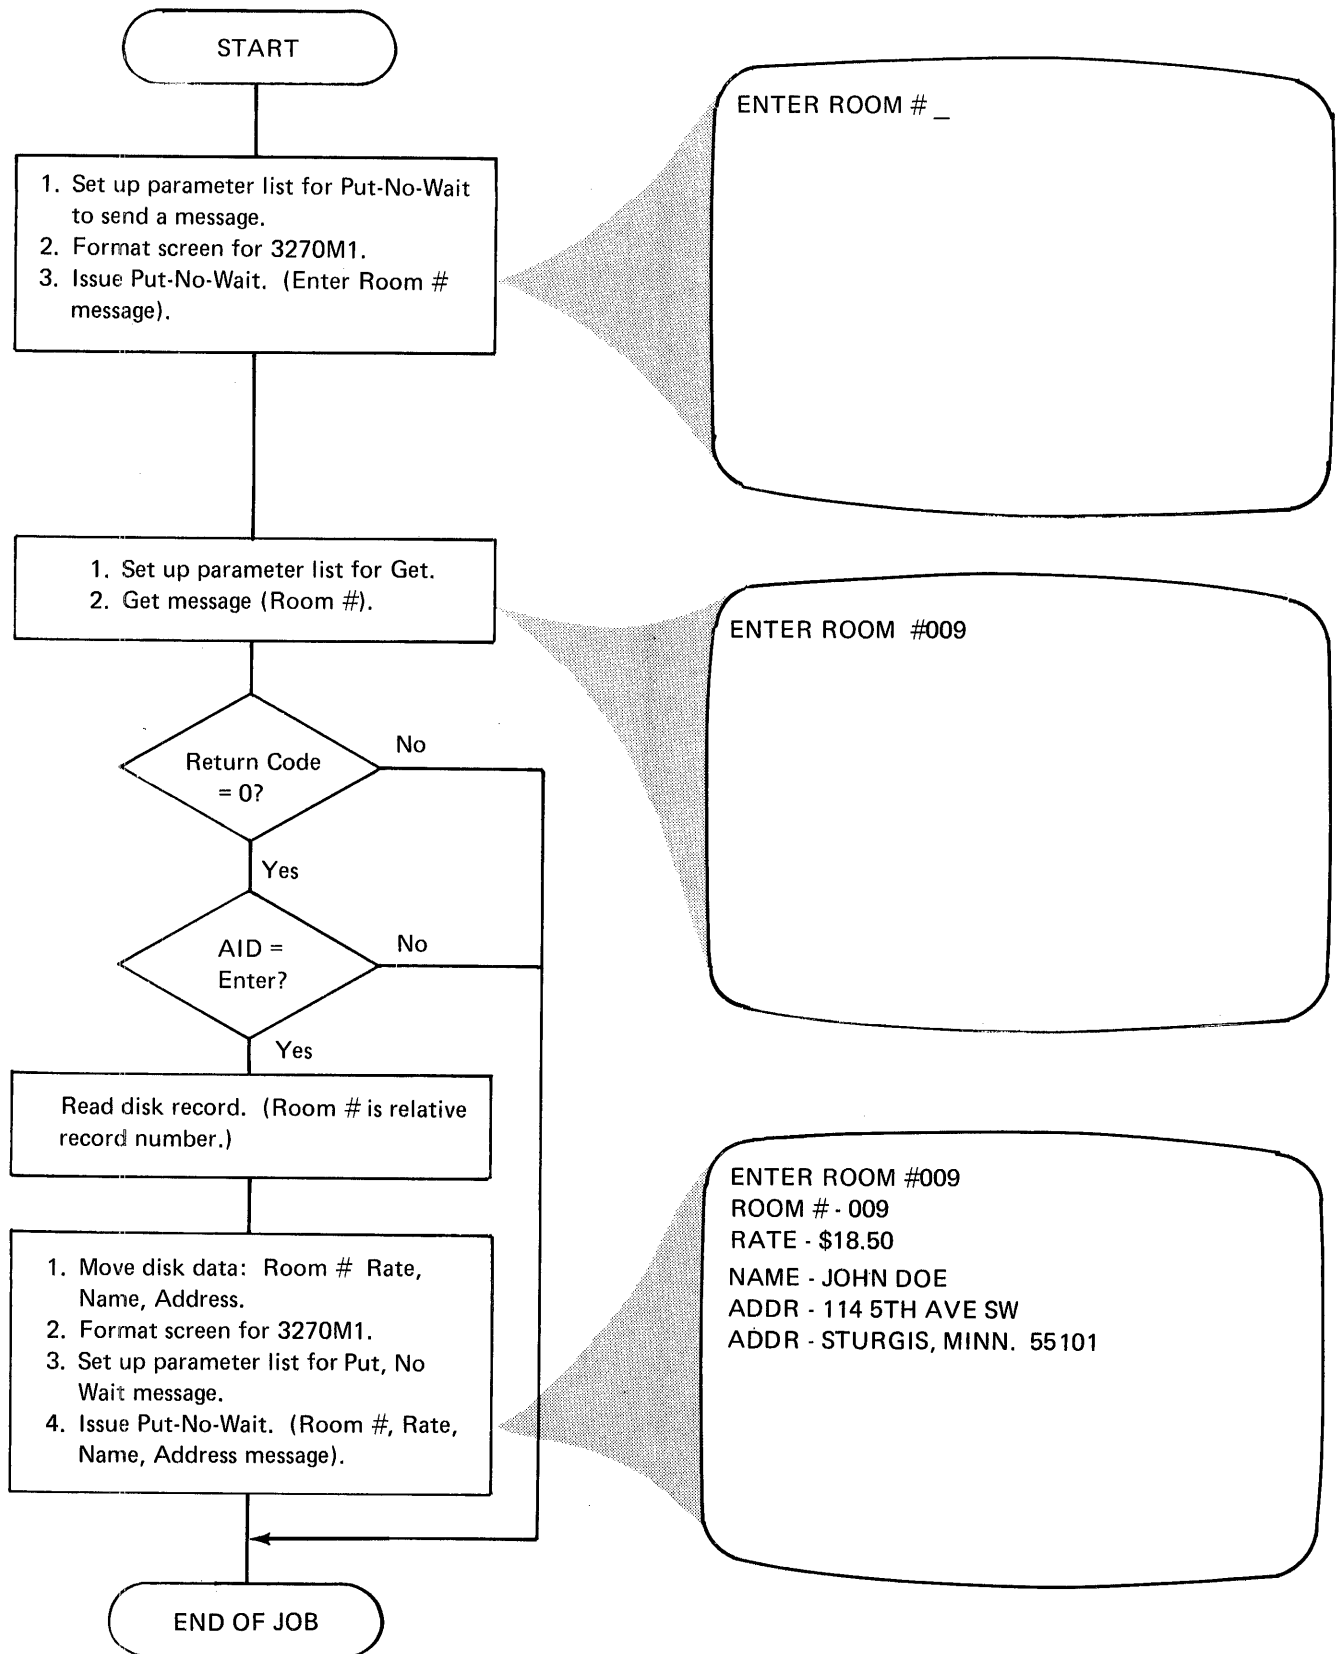 START
ENTER ROOM # _
1. Set up parameter list for Put-No-Wait
to send a message.
2. Format screen for 3270M1.
3. Issue Put-No-Wait. (Enter Room #
message).
1. Set up parameter list for Get.
2. Get message (Room #).
ENTER ROOM #009
Return Code
= 0?
No
Yes
AID =
Enter?
No
Yes
Read disk record. (Room # is relative
record number.)
1. Move disk data: Room # Rate,
Name, Address.
2. Format screen for 3270M1.
3. Set up parameter list for Put, No
Wait message.
4. Issue Put-No-Wait. (Room #, Rate,
Name, Address message).
ENTER ROOM #009
ROOM # - 009
RATE - $18.50
NAME - JOHN DOE
ADDR - 114 5TH AVE SW
ADDR - STURGIS, MINN. 55101
END OF JOB